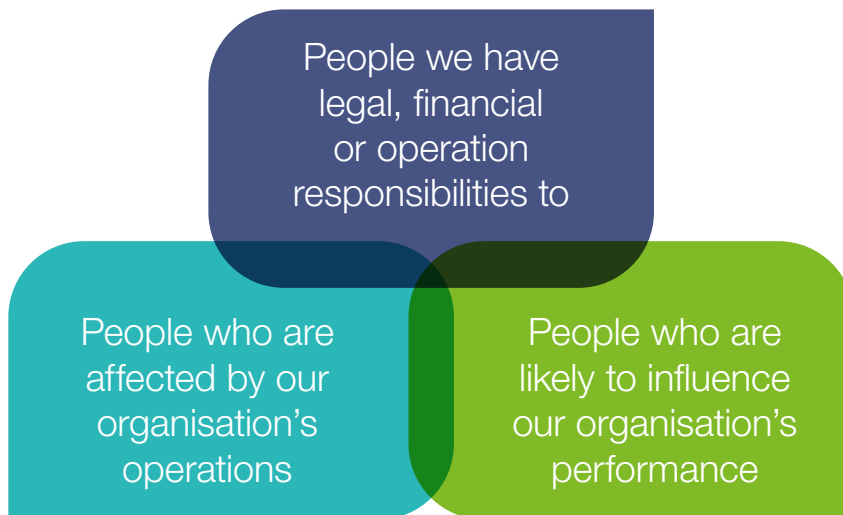 People we have
legal, financial
or operation
responsibilities to
People who are
affected by our
organisation’s
operations
People who are
likely to influence
our organisation’s
performance